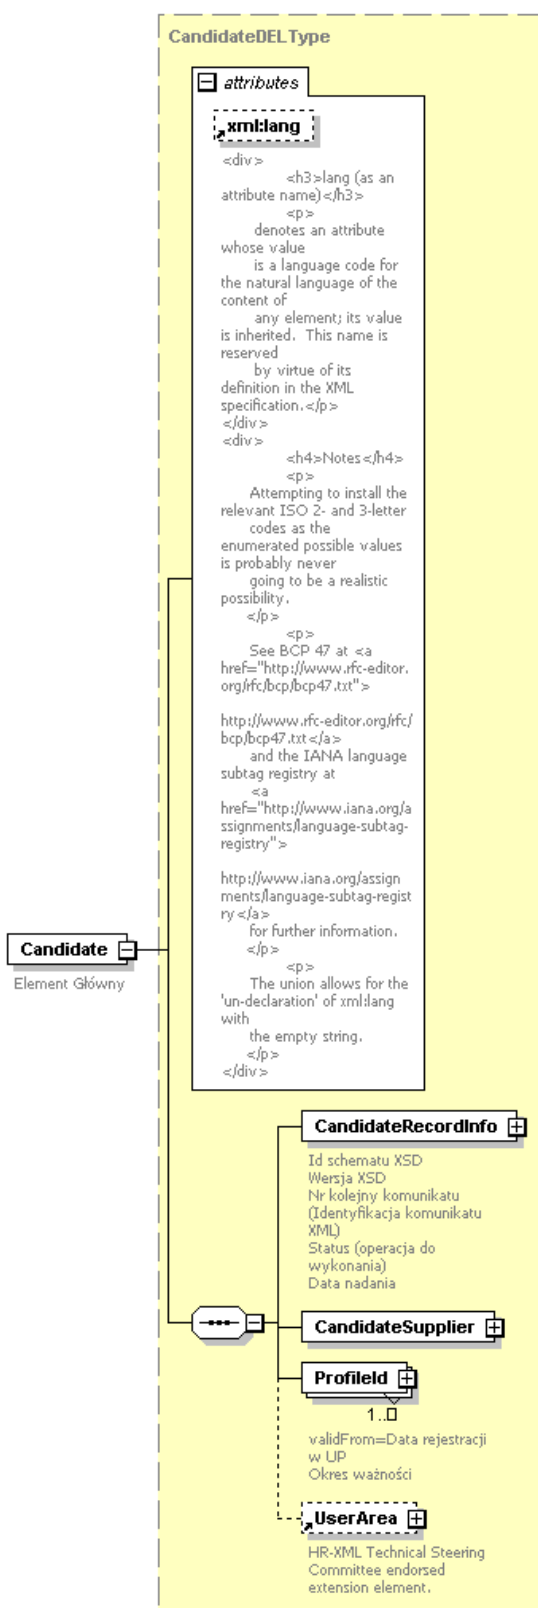 CandidateDELType
attributes
xml:lang
<div>
<h3>lang (as an
attribute name)</h3>
<p>
denotes an attribute
whose value
is a language code for
the natural language of the
content of
any element; its value
is inherited.  This name is
reserved
by virtue of its
definition in the XML
specification.</p>
</div>
<div>
<h4>Notes</h4>
<p>
Attempting to install the
relevant ISO 2- and 3-letter
codes as the
enumerated possible values
is probably never
going to be a realistic
possibility.
</p>
<p>
See BCP 47 at <a
href="http://www.rfc-editor.
org/rfc/bcp/bcp47.txt">
http://www.rfc-editor.org/rfc/
bcp/bcp47.txt</a>
and the IANA language
subtag registry at
<a
href="http://www.iana.org/a
ssignments/language-subtag-
registry">
http://www.iana.org/assign
ments/language-subtag-regist
ry</a>
for further information.
</p>
<p>
The union allows for the
'un-declaration' of xml:lang
with
the empty string.
</p>
</div>
Candidate
Element Główny
CandidateRecordInfo
Id schematu XSD
Wersja XSD
Nr kolejny komunikatu
(Identyfikacja komunikatu
XML)
Status (operacja do
wykonania)
Data nadania
CandidateSupplier
ProfileId
1..□
validFrom=Data rejestracji
w UP
Okres ważności
UserArea
HR-XML Technical Steering
Committee endorsed
extension element.